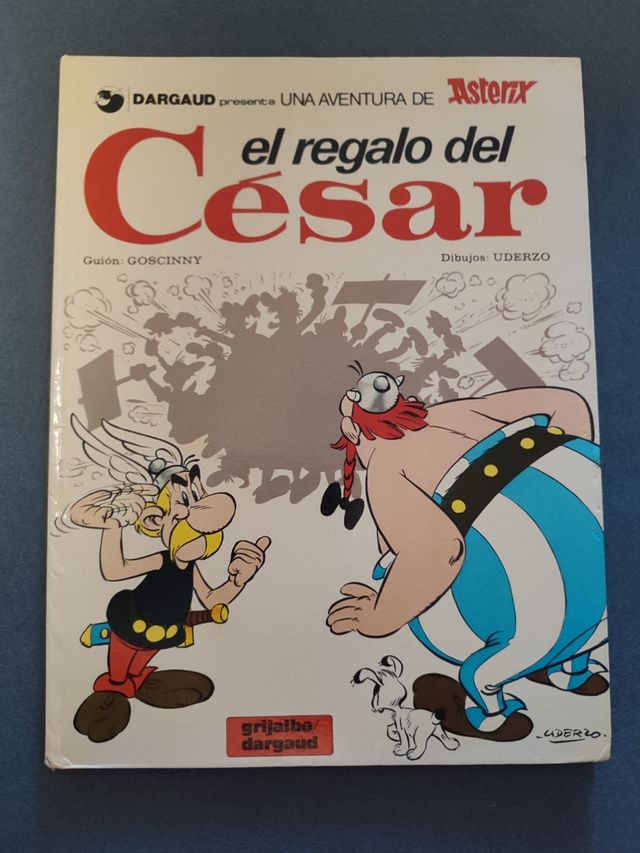 DARGAUD presenta UNA AVENTURA DE Asterix
el regalo del
César
Guión: GOSCINNY
Dibujos: UDERZO
grijalbo/
dargaud
UDERZO.